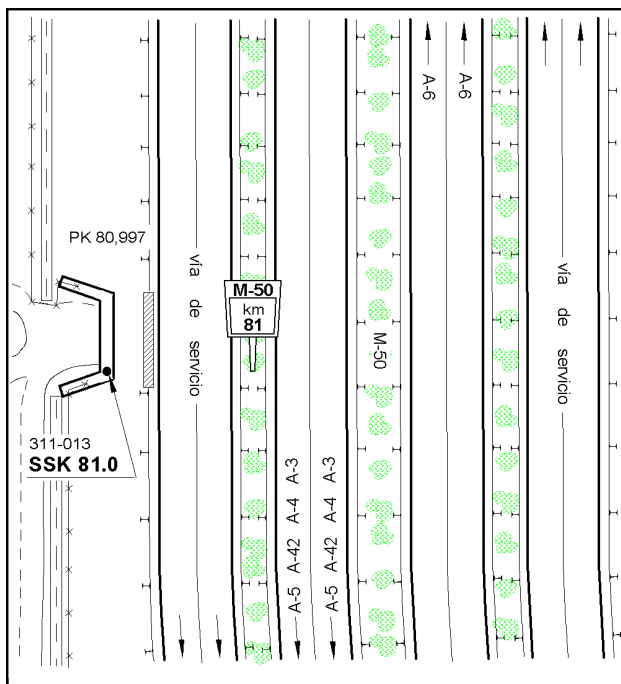 A-6
A-6
PK 80,997
vía de servicio
M-50
km
81
M-50
vía de servicio
311-013
SSK 81.0
A-5 A-42 A-4 A-3
A-5 A-42 A-4 A-3